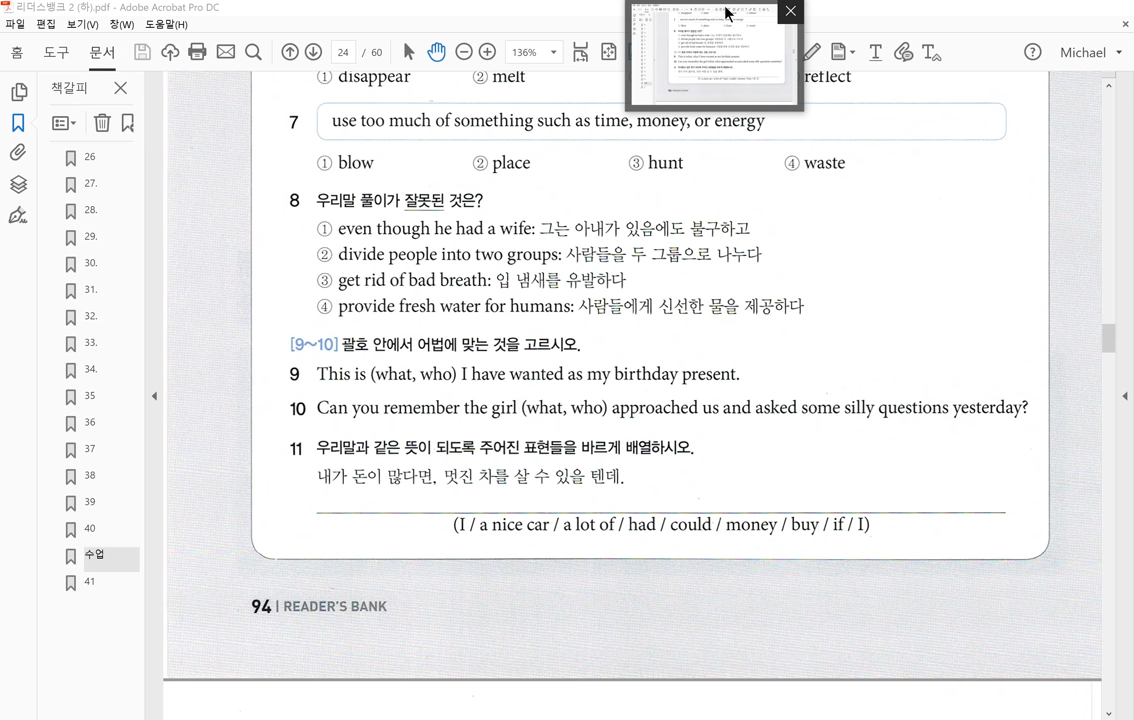 리더스뱅크 2 (하).pdf - Adobe Acrobat Pro DC
파일 편집 보기(V) 창(W) 도움말(H)
홈 도구 문서 24 / 60 136% Michael
책갈피
26
27.
28.
29.
30.
31.
32.
33.
34.
35
36
37
38
39
40
수업
41
① disappear ② melt reflect
7 use too much of something such as time, money, or energy
① blow ② place ③ hunt ④ waste
8 우리말 풀이가 잘못된 것은?
① even though he had a wife: 그는 아내가 있음에도 불구하고
② divide people into two groups: 사람들을 두 그룹으로 나누다
③ get rid of bad breath: 입 냄새를 유발하다
④ provide fresh water for humans: 사람들에게 신선한 물을 제공하다
[9~10] 괄호 안에서 어법에 맞는 것을 고르시오.
9 This is (what, who) I have wanted as my birthday present.
10 Can you remember the girl (what, who) approached us and asked some silly questions yesterday?
11 우리말과 같은 뜻이 되도록 주어진 표현들을 바르게 배열하시오.
내가 돈이 많다면, 멋진 차를 살 수 있을 텐데.
(I / a nice car / a lot of / had / could / money / buy / if / I)
94 | READER'S BANK